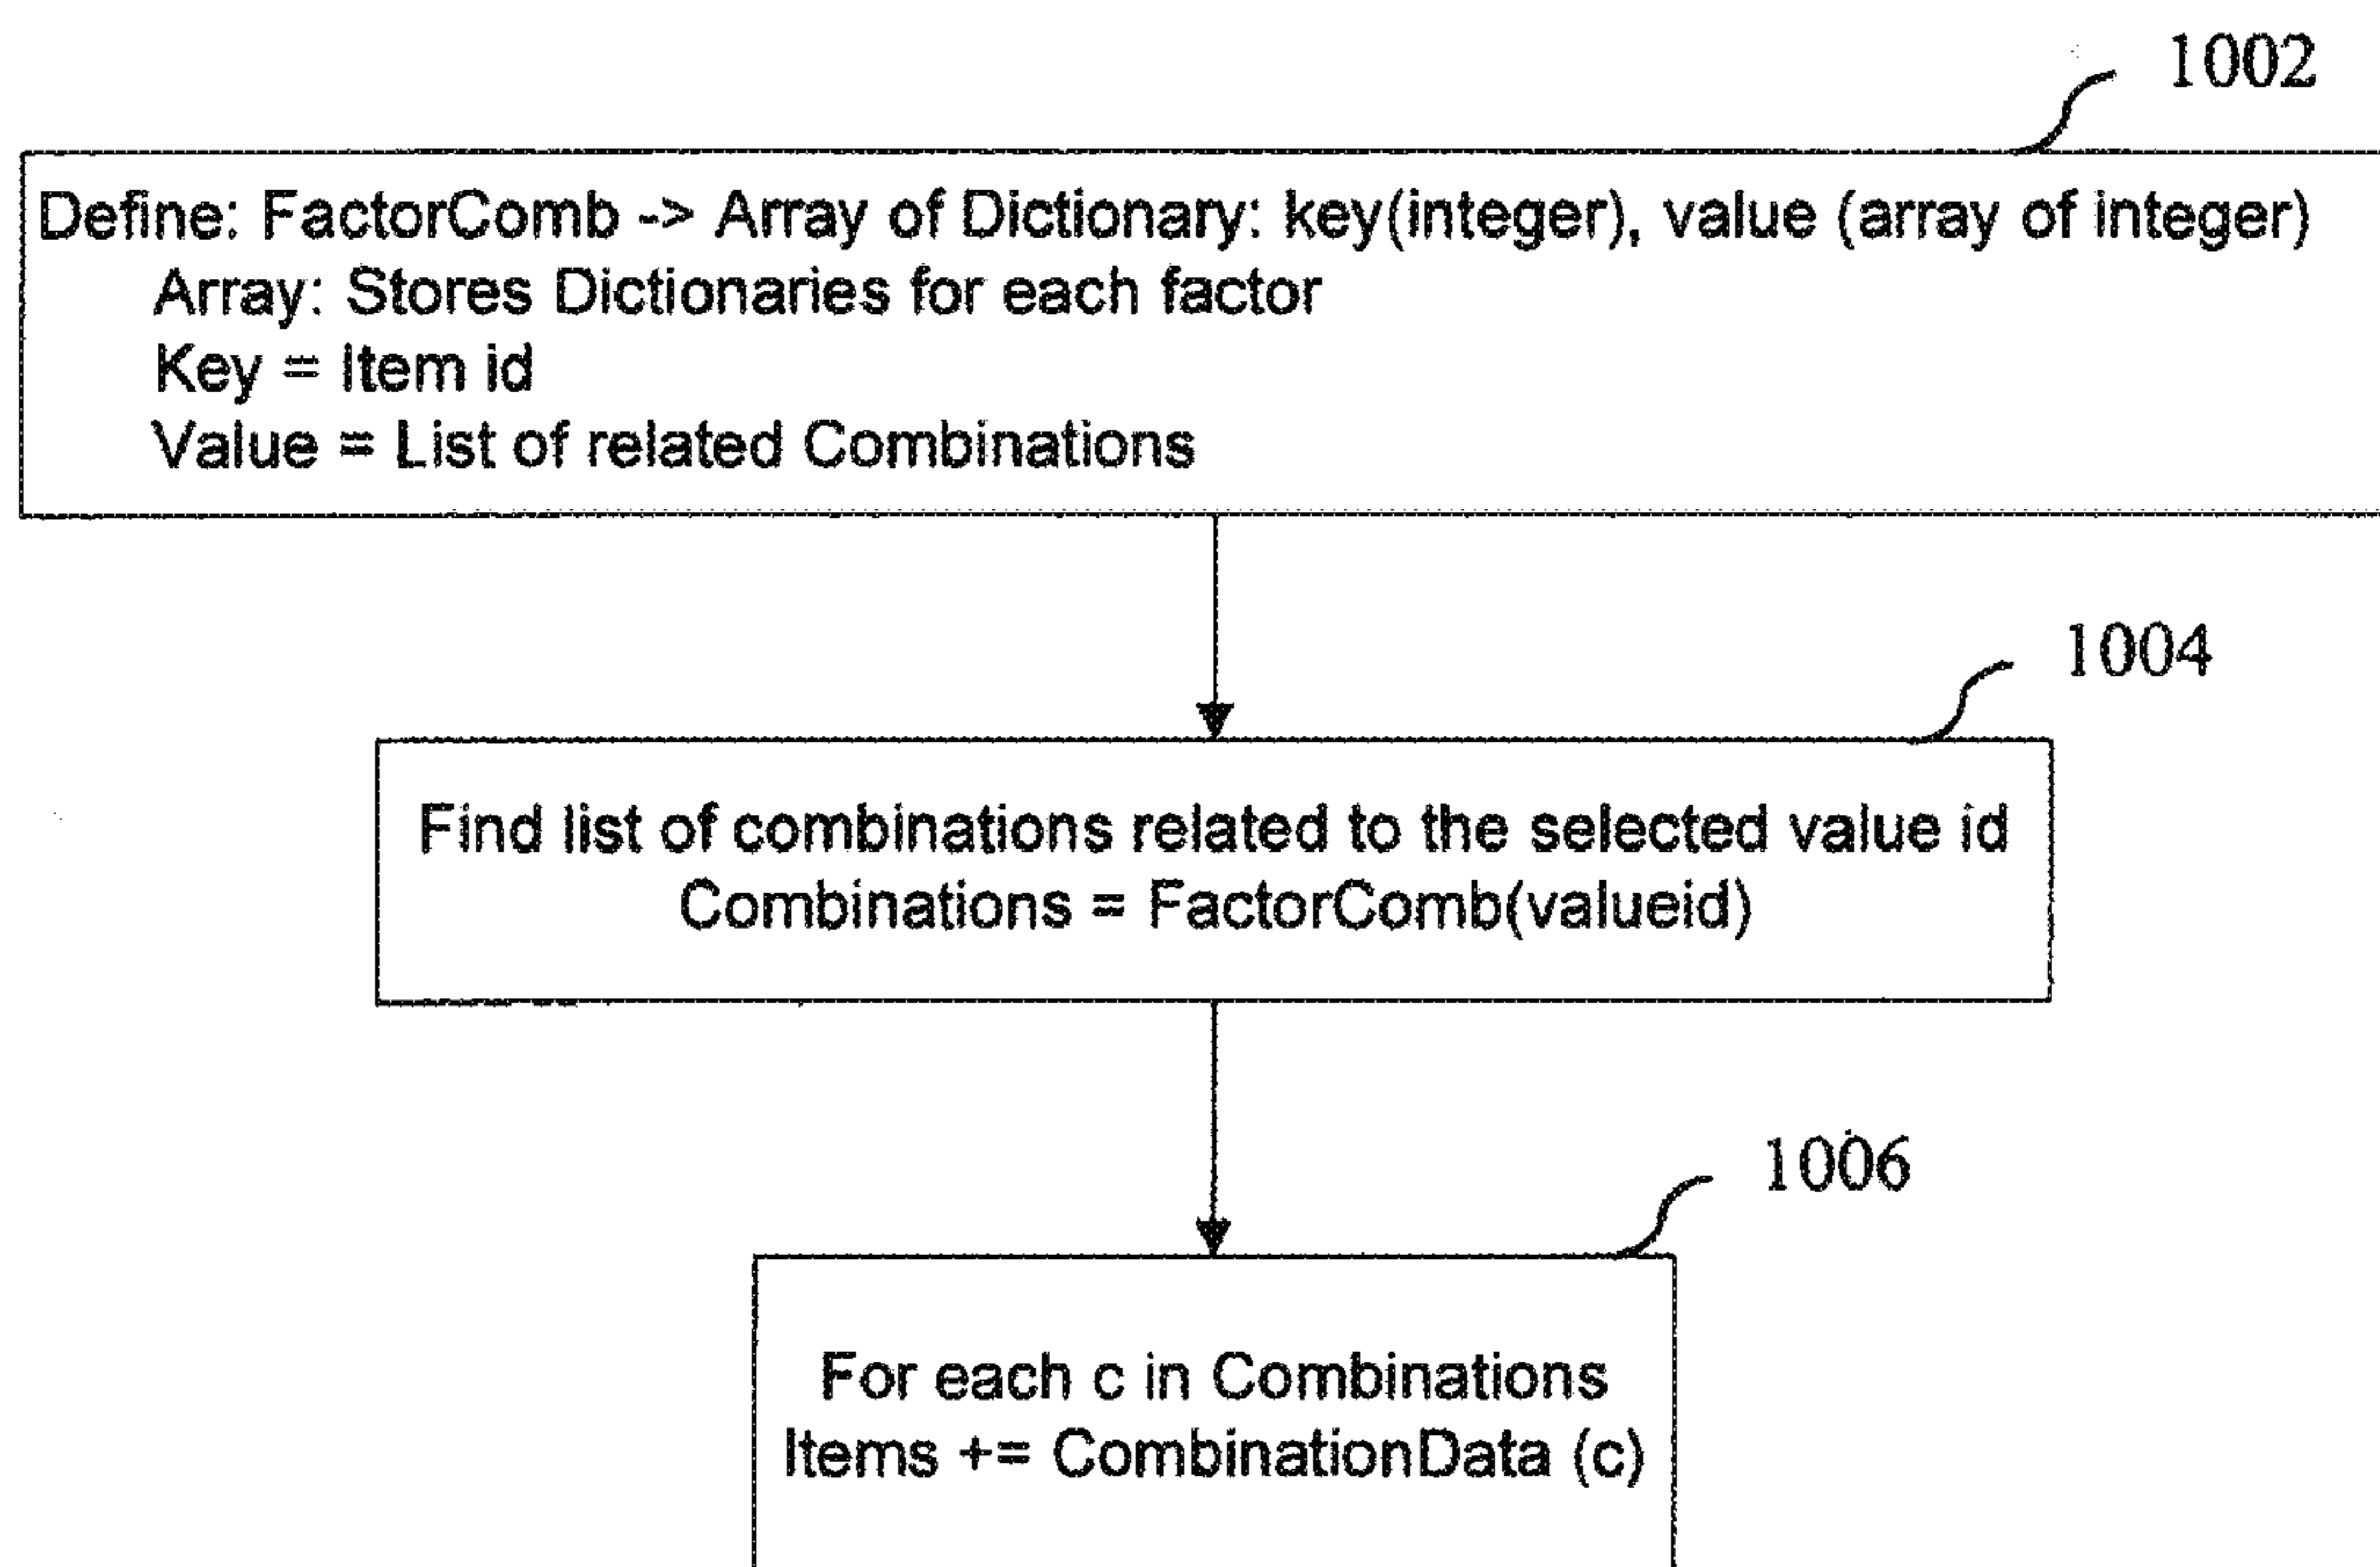 1002
Define: FactorComb -> Array of Dictionary: key(integer), value (array of integer)
Array: Stores Dictionaries for each factor
Key = Item id
Value = List of related Combinations
1004
Find list of combinations related to the selected value id
Combinations = FactorComb(valueid)
1006
For each c in Combinations
Items += CombinationData (c)